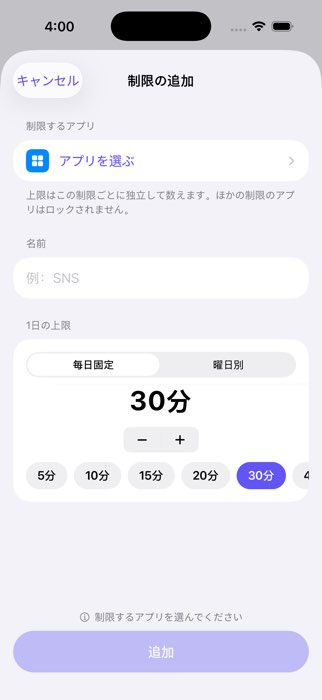 4:00
キャンセル
制限の追加
制限するアプリ
アプリを選ぶ
上限はこの制限ごとに独立して数えます。ほかの制限のアプ
リはロックされません。
名前
例：SNS
1日の上限
毎日固定
曜日別
30分
− +
5分 10分 15分 20分 30分 4
制限するアプリを選んでください
追加